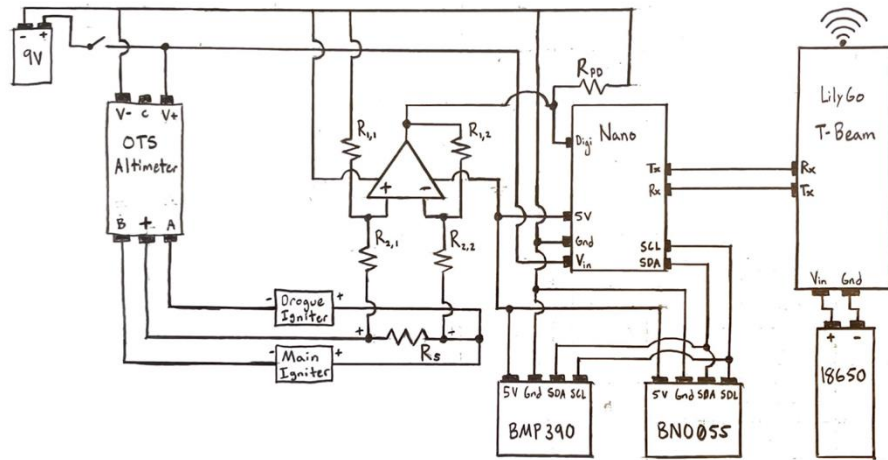 - +
9V
V- C V+
OTS
Altimeter
B + A
R1,1
R1,2
+ -
R2,1
R2,2
RPD
Digi
Nano
Tx
Rx
5V
Gnd
Vin
SCL
SDA
LilyGo
T-Beam
Rx
Tx
Vin Gnd
+ -
18650
- Drogue +
Igniter
- Main +
Igniter
+ -
Rs
5V Gnd SDA SCL
BMP390
5V Gnd SDA SDL
BNO055